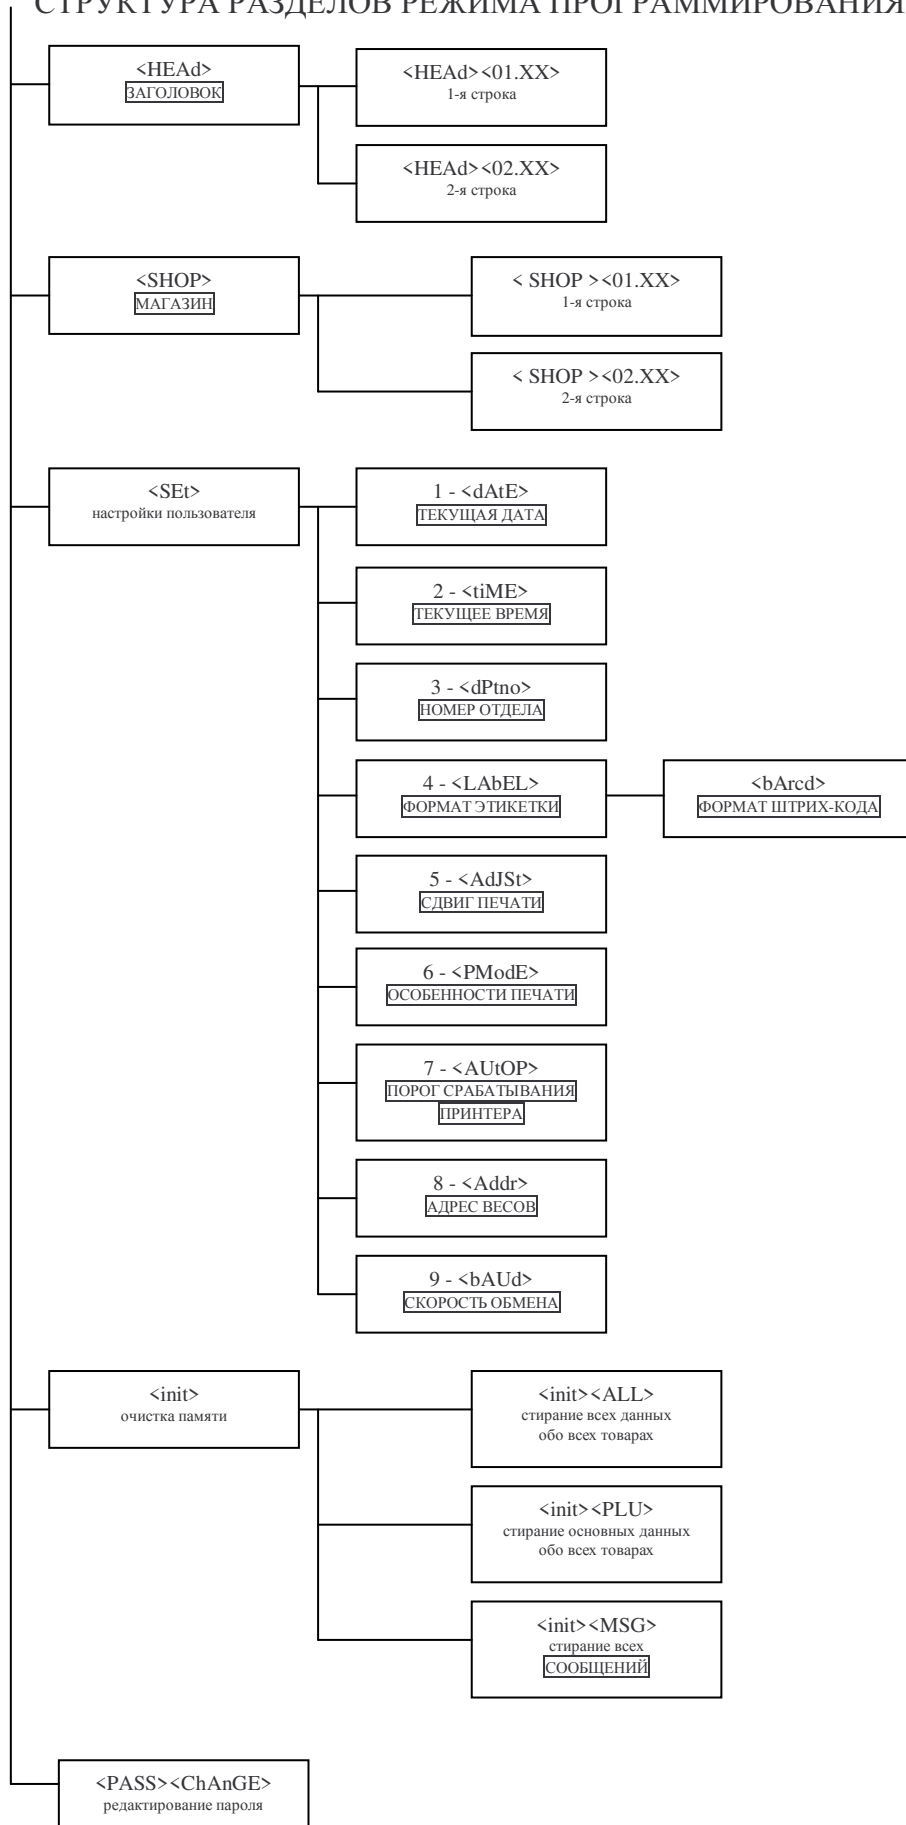 СТРУКТУРА РАЗДЕЛОВ РЕЖИМА ПРОГРАММИРОВАНИЯ
<HEAd>
ЗАГОЛОВОК
<HEAd><01.XX>
1-я строка
<HEAd><02.XX>
2-я строка
<SHOP>
МАГАЗИН
< SHOP ><01.XX>
1-я строка
< SHOP ><02.XX>
2-я строка
<SEt>
настройки пользователя
1 - <dAtE>
ТЕКУЩАЯ ДАТА
2 - <tiME>
ТЕКУЩЕЕ ВРЕМЯ
3 - <dPtno>
НОМЕР ОТДЕЛА
4 - <LAbEL>
ФОРМАТ ЭТИКЕТКИ
<bArcd>
ФОРМАТ ШТРИХ-КОДА
5 - <AdJSt>
СДВИГ ПЕЧАТИ
6 - <PModE>
ОСОБЕННОСТИ ПЕЧАТИ
7 - <AUtOP>
ПОРОГ СРАБАТЫВАНИЯ
ПРИНТЕРА
8 - <Addr>
АДРЕС ВЕСОВ
9 - <bAUd>
СКОРОСТЬ ОБМЕНА
<init>
очистка памяти
<init><ALL>
стирание всех данных
обо всех товарах
<init><PLU>
стирание основных данных
обо всех товарах
<init><MSG>
стирание всех
СООБЩЕНИЙ
<PASS><ChAnGE>
редактирование пароля